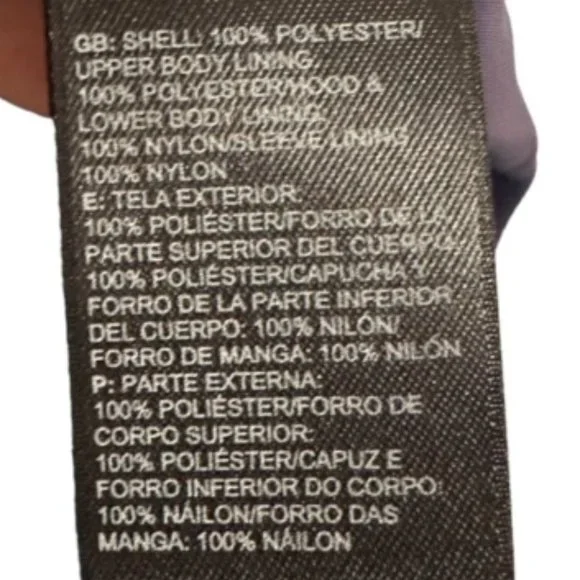 GB: SHELL: 100% POLYESTER/
UPPER BODY LINING:
100% POLYESTER/HOOD &
LOWER BODY LINING:
100% NYLON/SLEEVE LINING:
100% NYLON
E: TELA EXTERIOR:
100% POLIÉSTER/FORRO DE LA
PARTE SUPERIOR DEL CUERPO:
100% POLIÉSTER/CAPUCHA Y
FORRO DE LA PARTE INFERIOR
DEL CUERPO: 100% NILÓN/
FORRO DE MANGA: 100% NILÓN
P: PARTE EXTERNA:
100% POLIÉSTER/FORRO DE
CORPO SUPERIOR:
100% POLIÉSTER/CAPUZ E
FORRO INFERIOR DO CORPO:
100% NÁILON/FORRO DAS
MANGA: 100% NÁILON